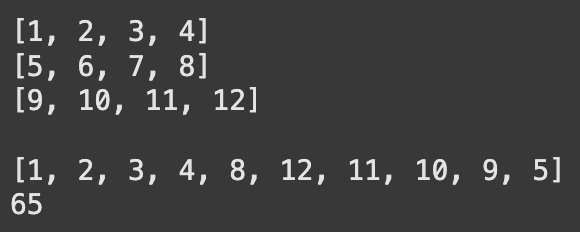 [1, 2, 3, 4]
[5, 6, 7, 8]
[9, 10, 11, 12]
[1, 2, 3, 4, 8, 12, 11, 10, 9, 5]
65